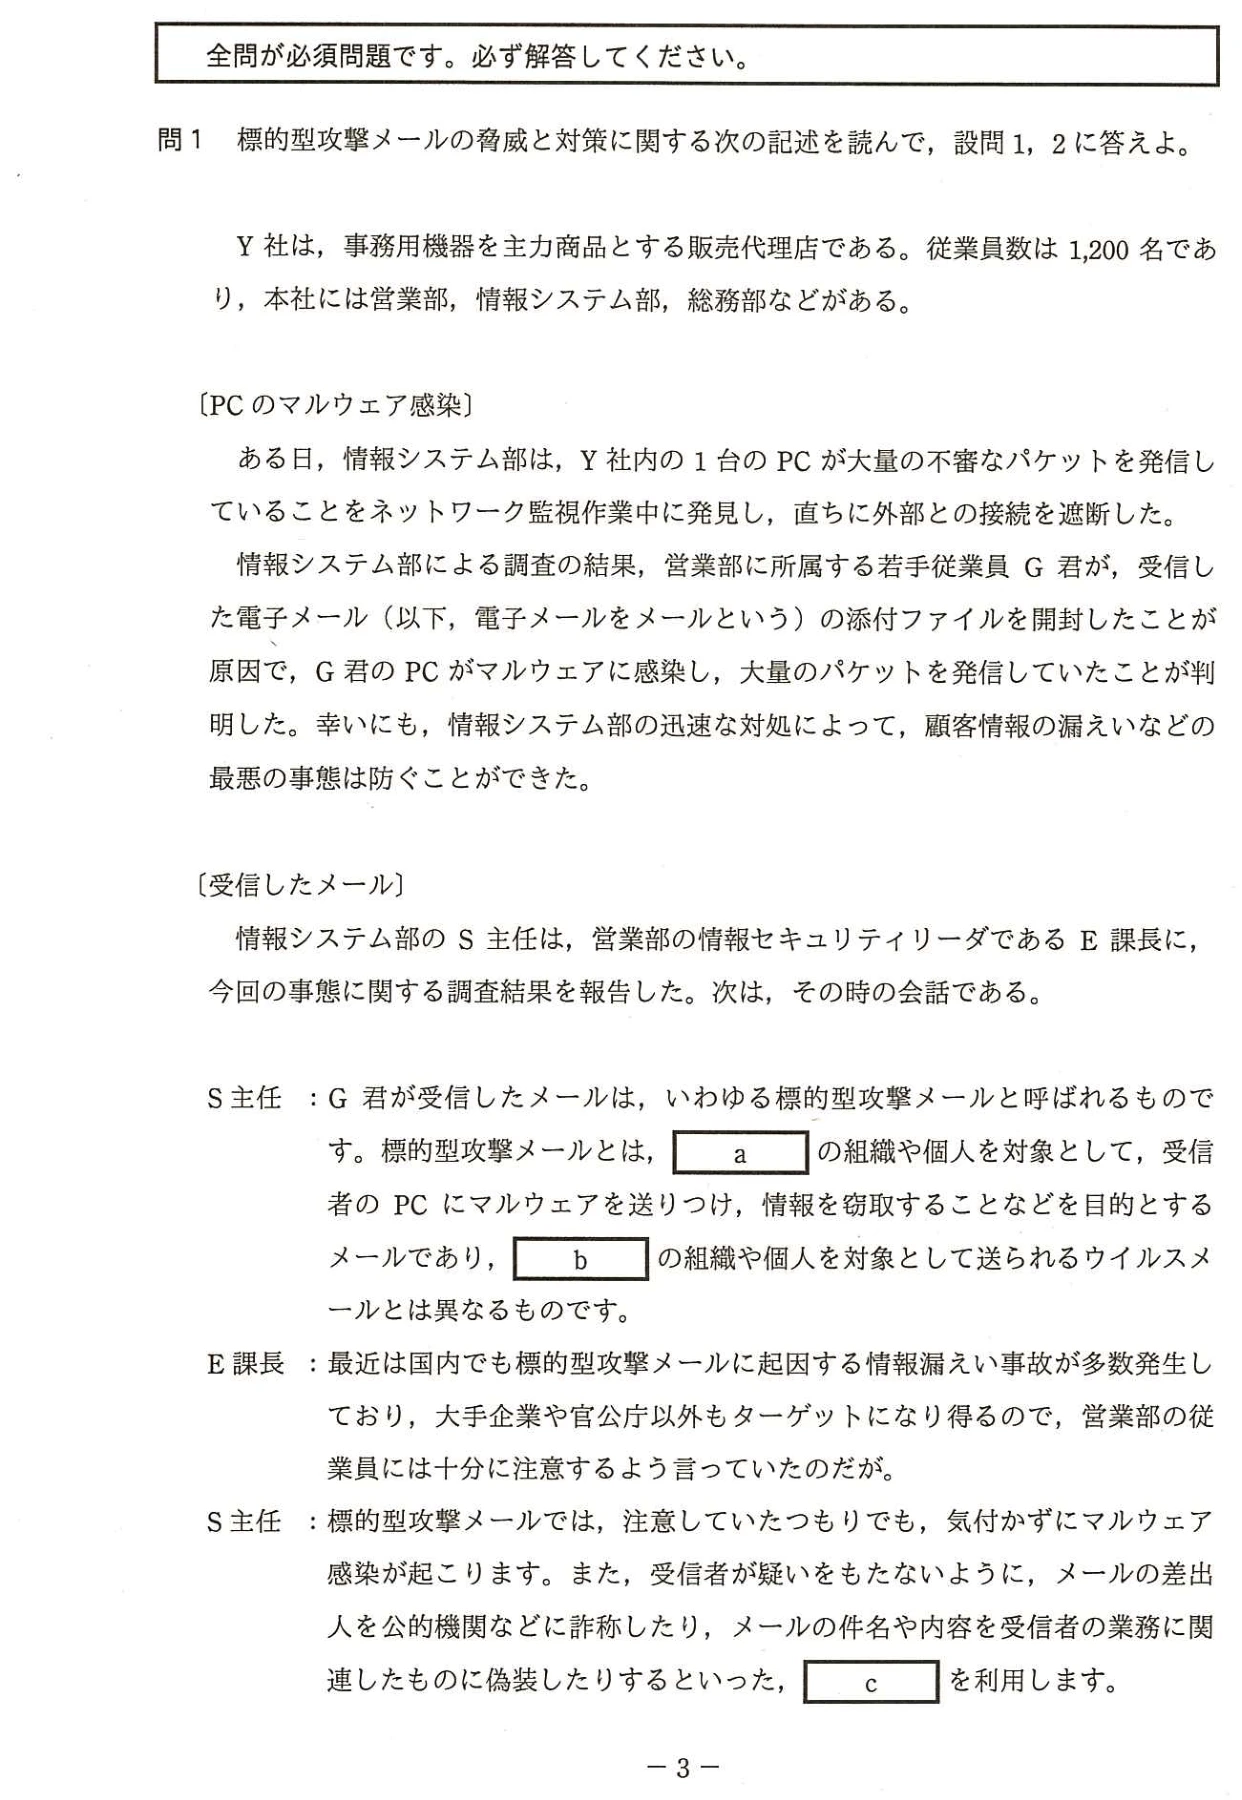 全問が必須問題です。必ず解答してください。
問1 標的型攻撃メールの脅威と対策に関する次の記述を読んで，設問1，2に答えよ。
Y社は，事務用機器を主力商品とする販売代理店である。従業員数は1,200名であ
り，本社には営業部，情報システム部，総務部などがある。
〔PCのマルウェア感染〕
ある日，情報システム部は，Y社内の1台のPCが大量の不審なパケットを発信し
ていることをネットワーク監視作業中に発見し，直ちに外部との接続を遮断した。
情報システム部による調査の結果，営業部に所属する若手従業員G君が，受信し
た電子メール（以下，電子メールをメールという）の添付ファイルを開封したことが
原因で，G君のPCがマルウェアに感染し，大量のパケットを発信していたことが判
明した。幸いにも，情報システム部の迅速な対処によって，顧客情報の漏えいなどの
最悪の事態は防ぐことができた。
〔受信したメール〕
情報システム部のS主任は，営業部の情報セキュリティリーダであるE課長に，
今回の事態に関する調査結果を報告した。次は，その時の会話である。
S主任 ：G君が受信したメールは，いわゆる標的型攻撃メールと呼ばれるもので
す。標的型攻撃メールとは， a の組織や個人を対象として，受信
者のPCにマルウェアを送りつけ，情報を窃取することなどを目的とする
メールであり， b の組織や個人を対象として送られるウイルスメ
ールとは異なるものです。
E課長 ：最近は国内でも標的型攻撃メールに起因する情報漏えい事故が多数発生し
ており，大手企業や官公庁以外もターゲットになり得るので，営業部の従
業員には十分に注意するよう言っていたのだが。
S主任 ：標的型攻撃メールでは，注意していたつもりでも，気付かずにマルウェア
感染が起こります。また，受信者が疑いをもたないように，メールの差出
人を公的機関などに詐称したり，メールの件名や内容を受信者の業務に関
連したものに偽装したりするといった， c を利用します。
－3－